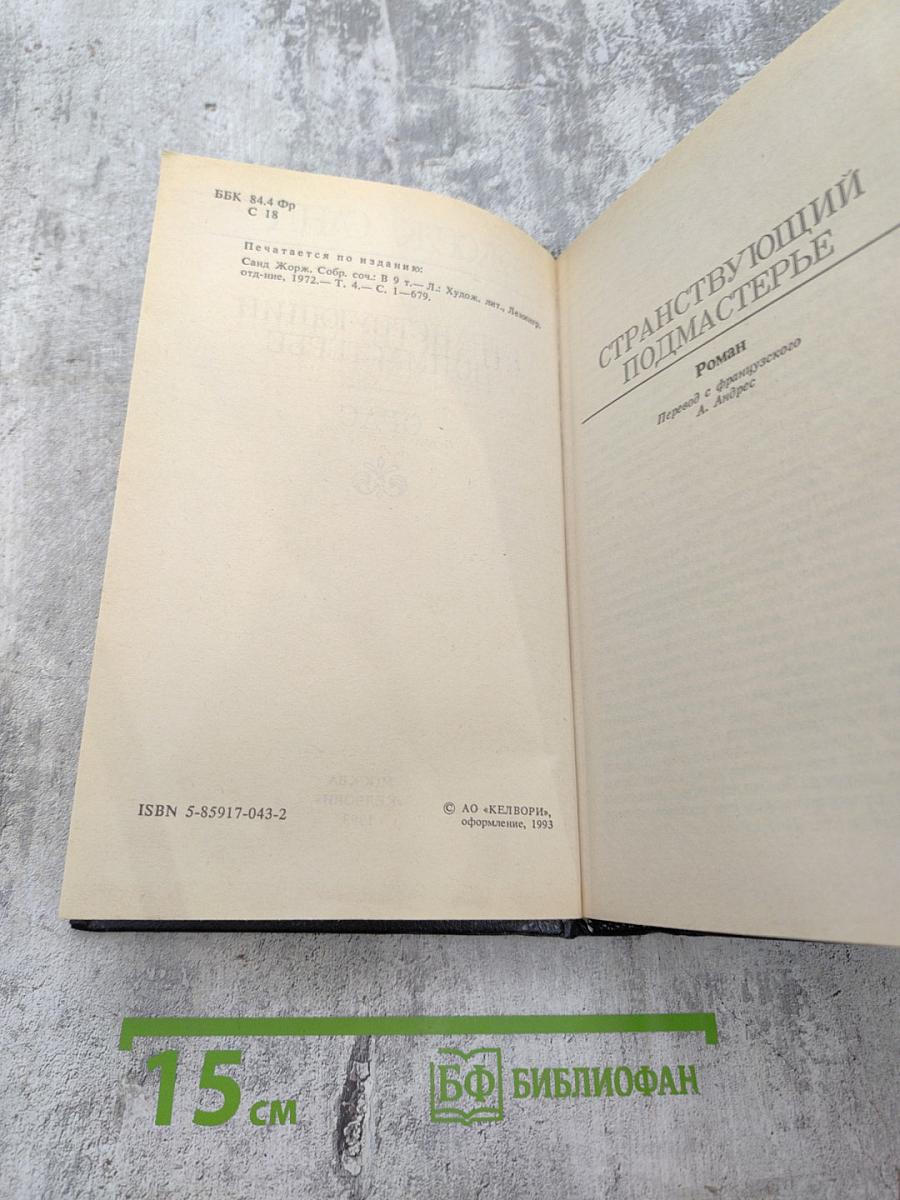 ББК 84.4 Фр
С 18
Печатается по изданию:
Санд Жорж. Собр. соч.: В 9 т.— Л.: Худож. лит., Ленингр.
отд-ние, 1972.— Т. 4.— С. 1—679.
ISBN 5-85917-043-2
© АО «КЕЛВОРИ»,
оформление, 1993
СТРАНСТВУЮЩИЙ
ПОДМАСТЕРЬЕ
Роман
Перевод с французского
А. Андрес
15 см
БФ БИБЛИОФАН